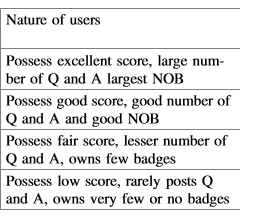 Nature of users
Possess excellent score, large num-
ber of Q and A largest NOB
Possess good score, good number of
Q and A and good NOB
Possess fair score, lesser number of
Q and A, owns few badges
Possess low score, rarely posts Q
and A, owns very few or no badges